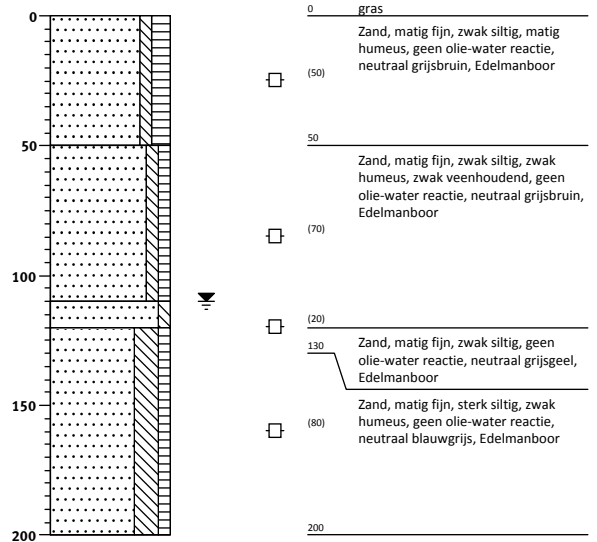 0
50
100
150
200
0
gras
Zand, matig fijn, zwak siltig, matig
humeus, geen olie-water reactie,
neutraal grijsbruin, Edelmanboor
(50)
50
Zand, matig fijn, zwak siltig, zwak
humeus, zwak veenhoudend, geen
olie-water reactie, neutraal grijsbruin,
Edelmanboor
(70)
(20)
130
Zand, matig fijn, zwak siltig, geen
olie-water reactie, neutraal grijsgeel,
Edelmanboor
Zand, matig fijn, sterk siltig, zwak
humeus, geen olie-water reactie,
neutraal blauwgrijs, Edelmanboor
(80)
200